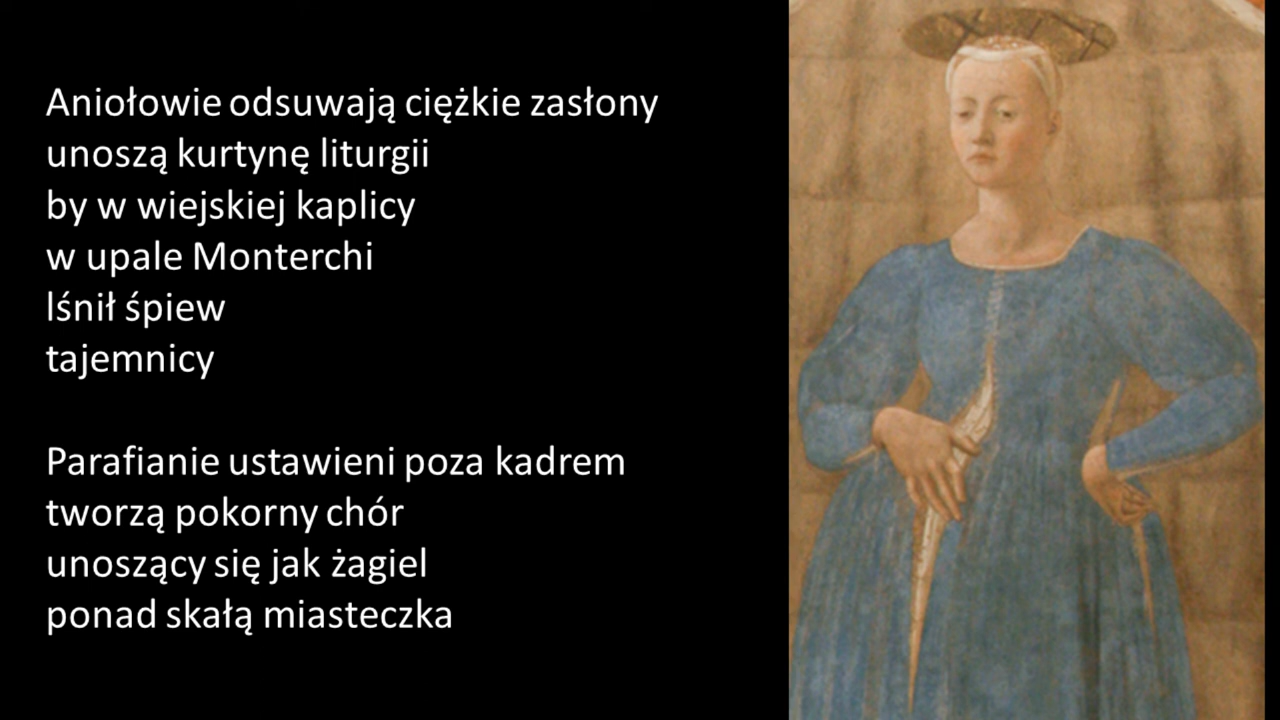 Aniołowie odsuwają ciężkie zasłony
unoszą kurtynę liturgii
by w wiejskiej kaplicy
w upale Monterchi
lśnił śpiew
tajemnicy
Parafianie ustawieni poza kadrem
tworzą pokorny chór
unoszący się jak żagiel
ponad skałą miasteczka